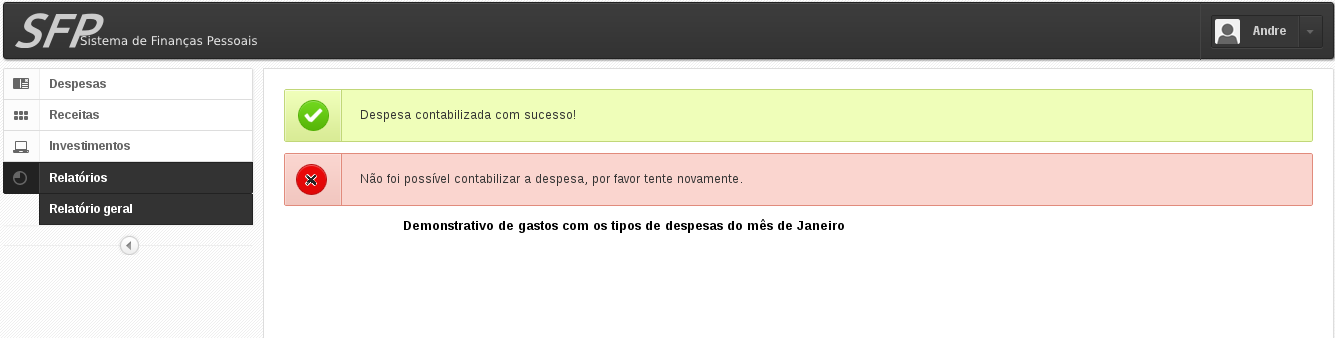 SFP
Sistema de Finanças Pessoais
Andre
Despesas
Receitas
Investimentos
Relatórios
Relatório geral
Despesa contabilizada com sucesso!
Não foi possível contabilizar a despesa, por favor tente novamente.
Demonstrativo de gastos com os tipos de despesas do mês de Janeiro